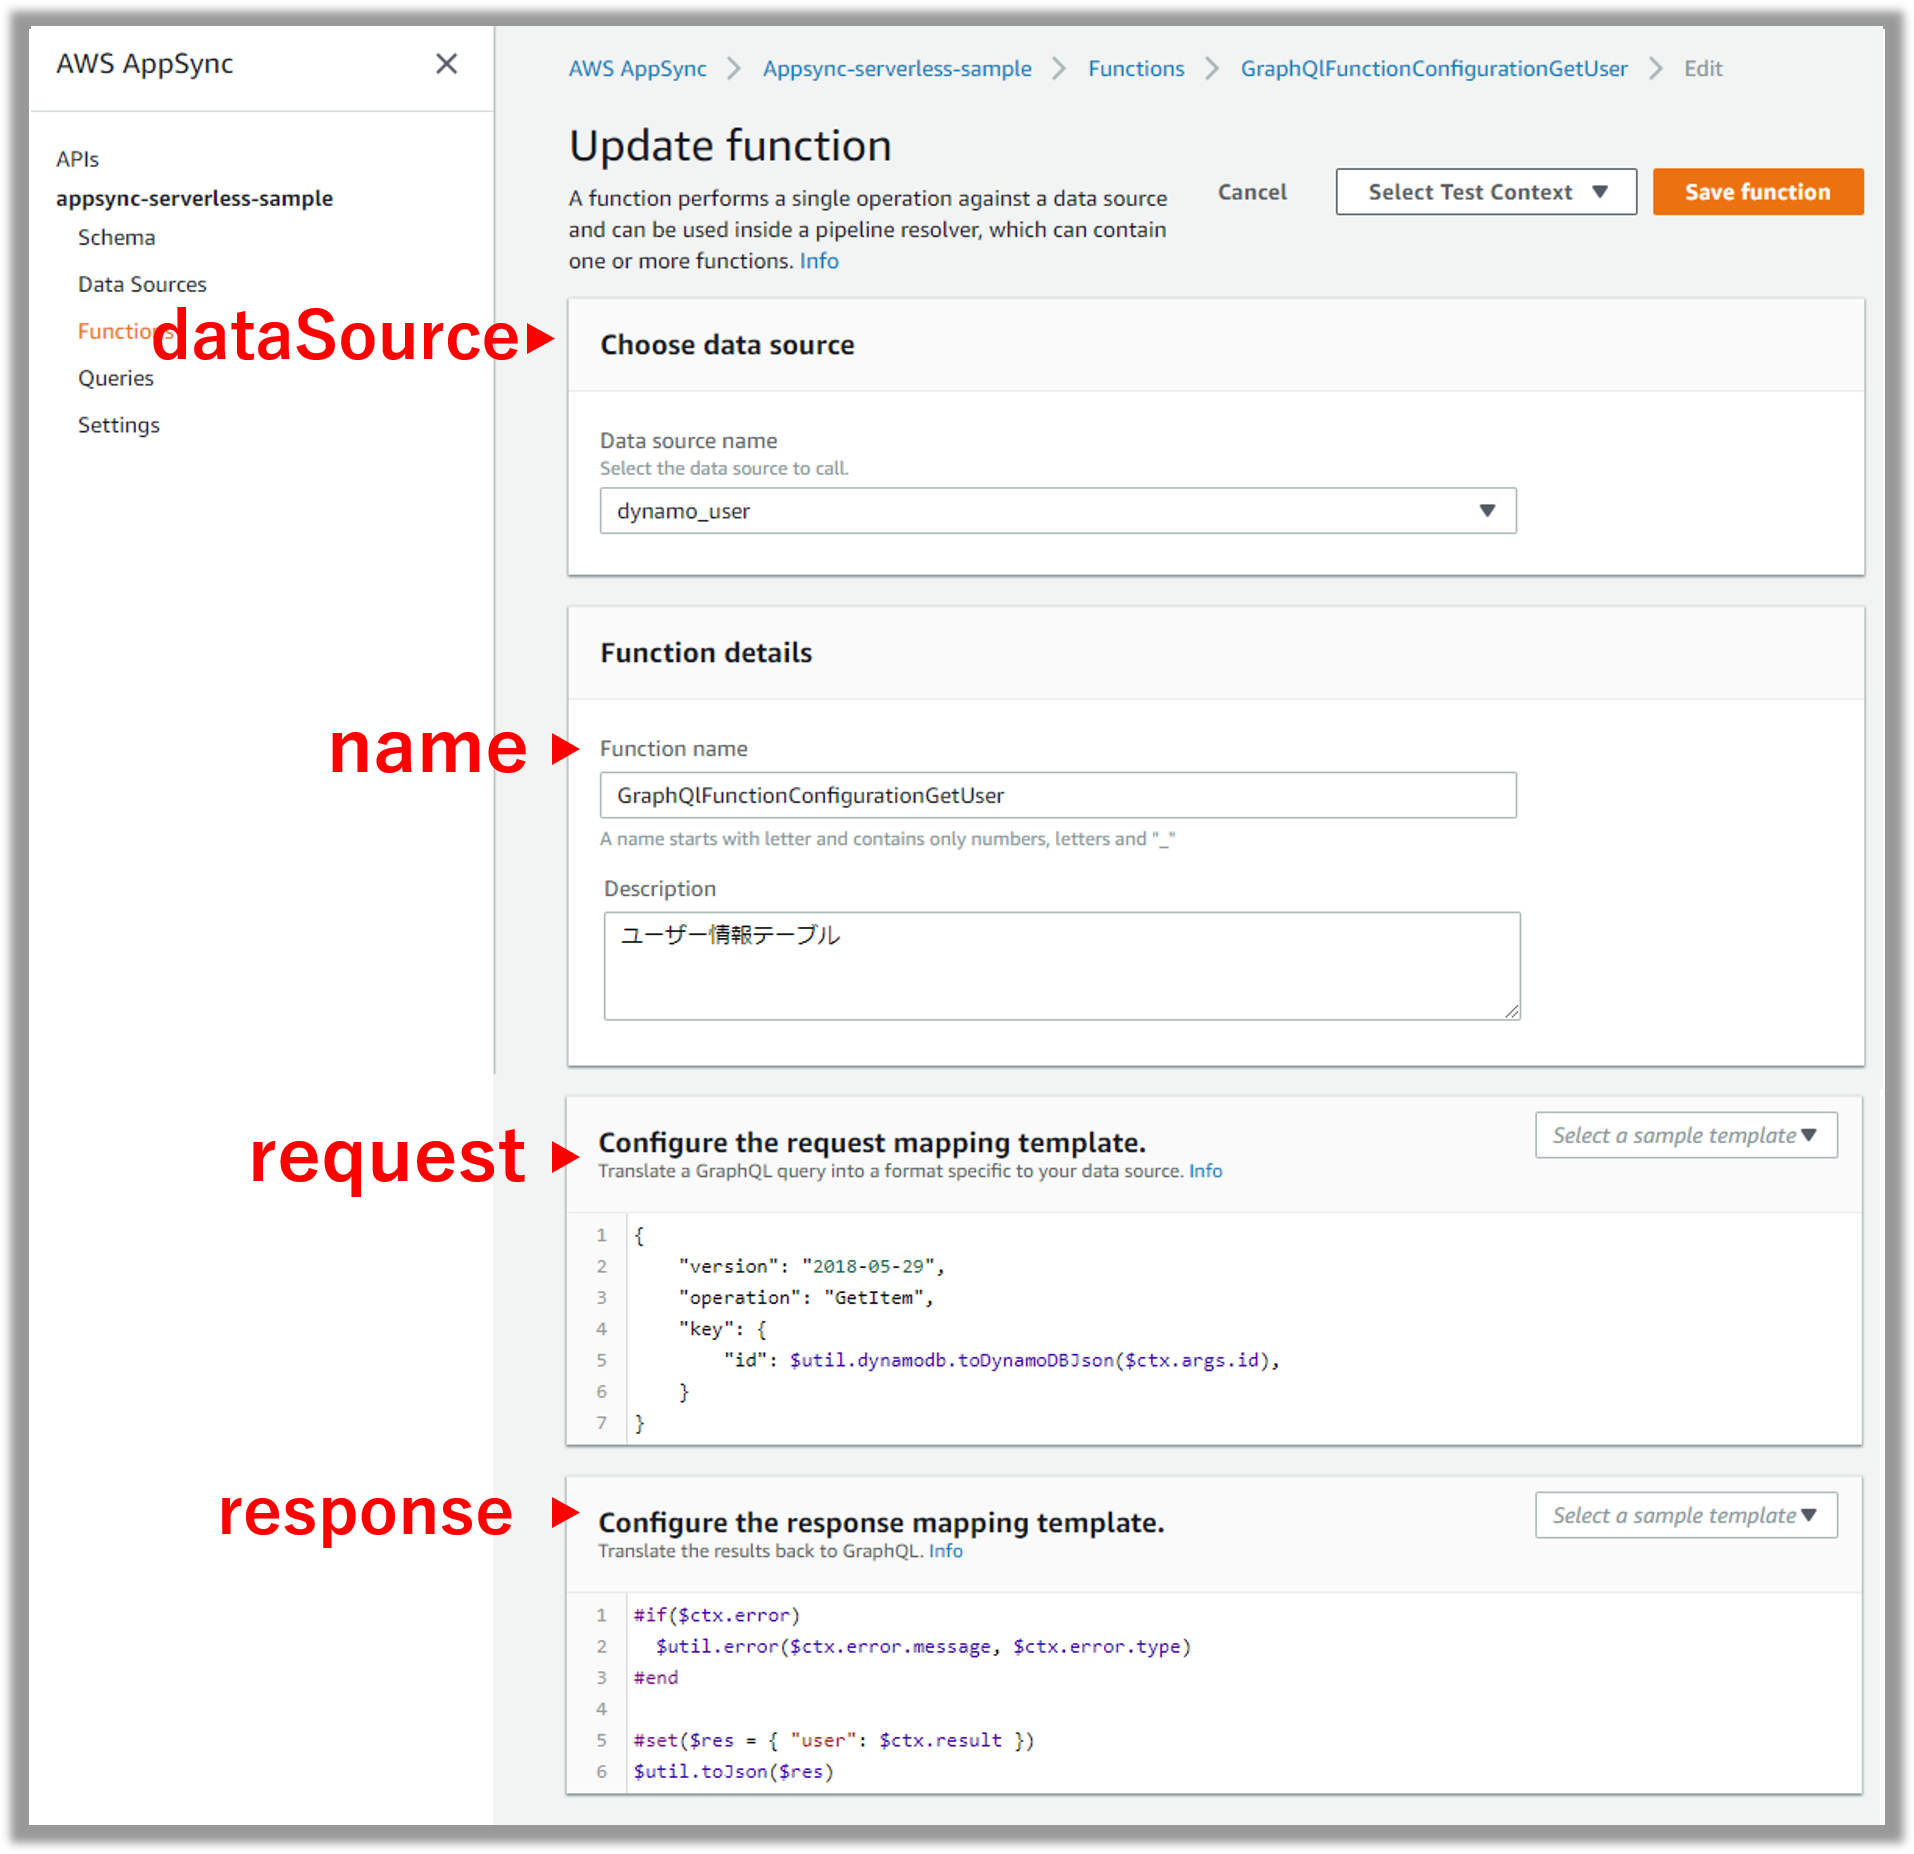 AWS AppSync
APIs
appsync-serverless-sample
Schema
Data Sources
Functions
Queries
Settings
AWS AppSync > Appsync-serverless-sample > Functions > GraphQlFunctionConfigurationGetUser > Edit
Update function
A function performs a single operation against a data source
and can be used inside a pipeline resolver, which can contain
one or more functions. Info
Cancel
Select Test Context
Save function
dataSource
Choose data source
Data source name
Select the data source to call.
dynamo_user
Function details
name
Function name
GraphQlFunctionConfigurationGetUser
A name starts with letter and contains only numbers, letters and "_"
Description
ユーザー情報テーブル
request
Configure the request mapping template.
Translate a GraphQL query into a format specific to your data source. Info
Select a sample template
1 {
2     "version": "2018-05-29",
3     "operation": "GetItem",
4     "key": {
5         "id": $util.dynamodb.toDynamoDBJson($ctx.args.id),
6     }
7 }
response
Configure the response mapping template.
Translate the results back to GraphQL. Info
Select a sample template
1 #if($ctx.error)
2   $util.error($ctx.error.message, $ctx.error.type)
3 #end
4
5 #set($res = { "user": $ctx.result })
6 $util.toJson($res)